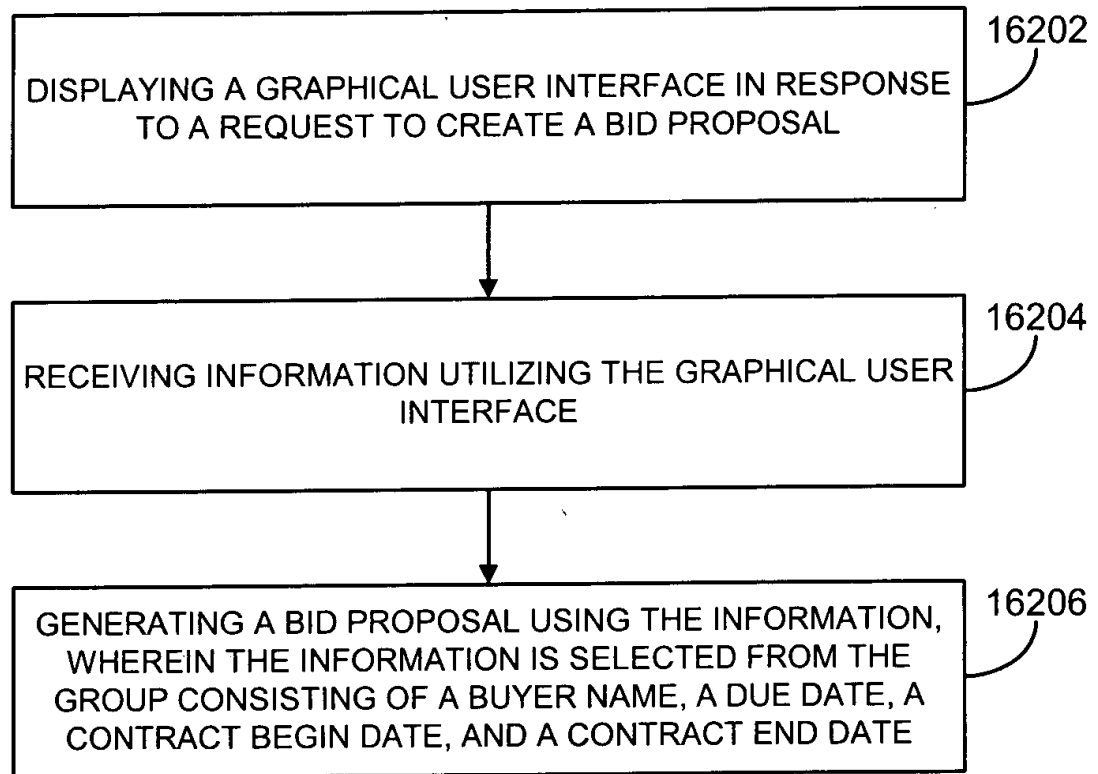 16202
DISPLAYING A GRAPHICAL USER INTERFACE IN RESPONSE
TO A REQUEST TO CREATE A BID PROPOSAL
16204
RECEIVING INFORMATION UTILIZING THE GRAPHICAL USER
INTERFACE
16206
GENERATING A BID PROPOSAL USING THE INFORMATION,
WHEREIN THE INFORMATION IS SELECTED FROM THE
GROUP CONSISTING OF A BUYER NAME, A DUE DATE, A
CONTRACT BEGIN DATE, AND A CONTRACT END DATE